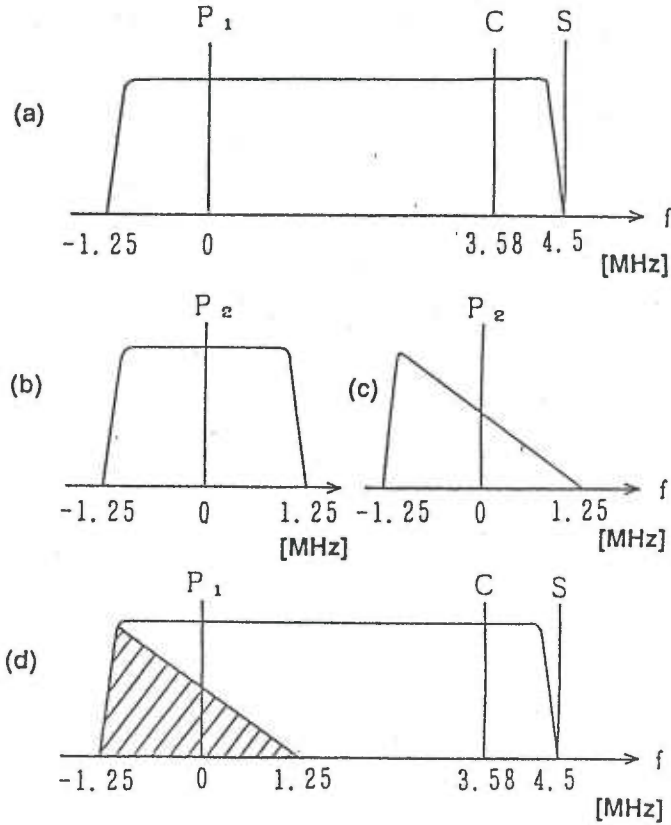 P₁ C S
(a)
f
-1.25 0 3.58 4.5
[MHz]
P₂ P₂
(b) (c)
f
-1.25 0 1.25 -1.25 0 1.25
[MHz] [MHz]
P₁ C S
(d)
f
-1.25 0 1.25 3.58 4.5
[MHz]